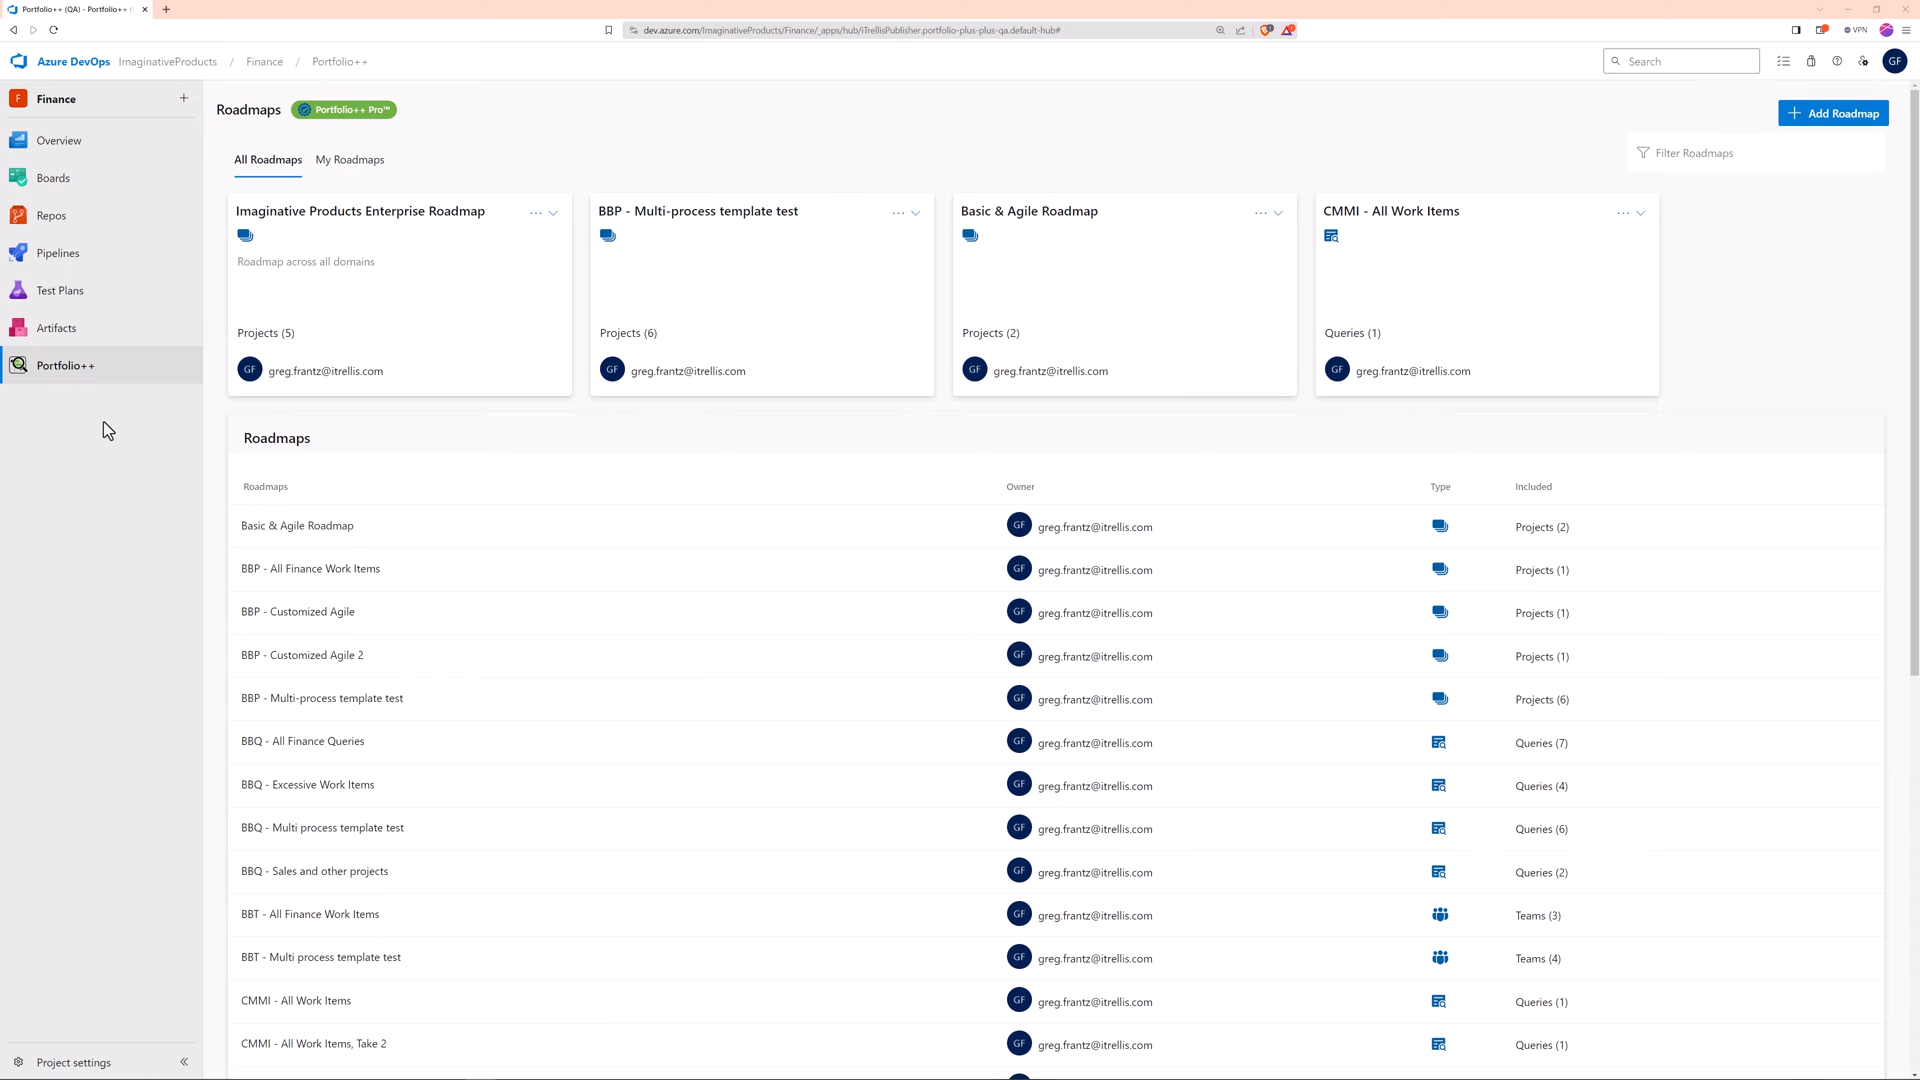 Portfolio++ (QA) - Portfolio++ (
dev.azure.com/ImaginativeProducts/Finance/_apps/hub/iTrellisPublisher.portfolio-plus-plus-qa.default-hub#
VPN
Azure DevOps ImaginativeProducts / Finance / Portfolio++
Search
GF
F Finance
Overview
Boards
Repos
Pipelines
Test Plans
Artifacts
Portfolio++
Project settings
Roadmaps Portfolio++ Pro™
Add Roadmap
All Roadmaps My Roadmaps
Filter Roadmaps
Imaginative Products Enterprise Roadmap
Roadmap across all domains
Projects (5)
GF greg.frantz@itrellis.com
BBP - Multi-process template test
Projects (6)
GF greg.frantz@itrellis.com
Basic & Agile Roadmap
Projects (2)
GF greg.frantz@itrellis.com
CMMI - All Work Items
Queries (1)
GF greg.frantz@itrellis.com
Roadmaps
Roadmaps Owner Type Included
Basic & Agile Roadmap GF greg.frantz@itrellis.com Projects (2)
BBP - All Finance Work Items GF greg.frantz@itrellis.com Projects (1)
BBP - Customized Agile GF greg.frantz@itrellis.com Projects (1)
BBP - Customized Agile 2 GF greg.frantz@itrellis.com Projects (1)
BBP - Multi-process template test GF greg.frantz@itrellis.com Projects (6)
BBQ - All Finance Queries GF greg.frantz@itrellis.com Queries (7)
BBQ - Excessive Work Items GF greg.frantz@itrellis.com Queries (4)
BBQ - Multi process template test GF greg.frantz@itrellis.com Queries (6)
BBQ - Sales and other projects GF greg.frantz@itrellis.com Queries (2)
BBT - All Finance Work Items GF greg.frantz@itrellis.com Teams (3)
BBT - Multi process template test GF greg.frantz@itrellis.com Teams (4)
CMMI - All Work Items GF greg.frantz@itrellis.com Queries (1)
CMMI - All Work Items, Take 2 GF greg.frantz@itrellis.com Queries (1)